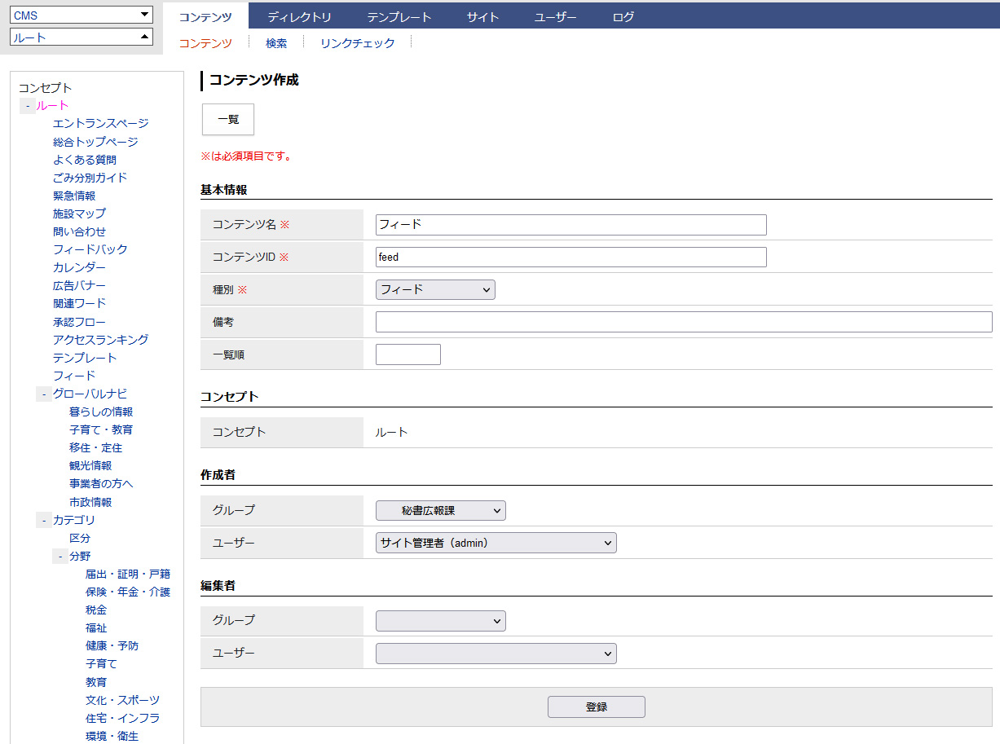 CMS
ルート
コンテンツ ディレクトリ テンプレート サイト ユーザー ログ
コンテンツ 検索 リンクチェック
コンセプト
- ルート
エントランスページ
総合トップページ
よくある質問
ごみ分別ガイド
緊急情報
施設マップ
問い合わせ
フィードバック
カレンダー
広告バナー
関連ワード
承認フロー
アクセスランキング
テンプレート
フィード
- グローバルナビ
暮らしの情報
子育て・教育
移住・定住
観光情報
事業者の方へ
市政情報
- カテゴリ
区分
- 分野
届出・証明・戸籍
保険・年金・介護
税金
福祉
健康・予防
子育て
教育
文化・スポーツ
住宅・インフラ
環境・衛生
コンテンツ作成
一覧
※は必須項目です。
基本情報
コンテンツ名 ※ フィード
コンテンツID ※ feed
種別 ※ フィード
備考
一覧順
コンセプト
コンセプト ルート
作成者
グループ 秘書広報課
ユーザー サイト管理者（admin）
編集者
グループ
ユーザー
登録